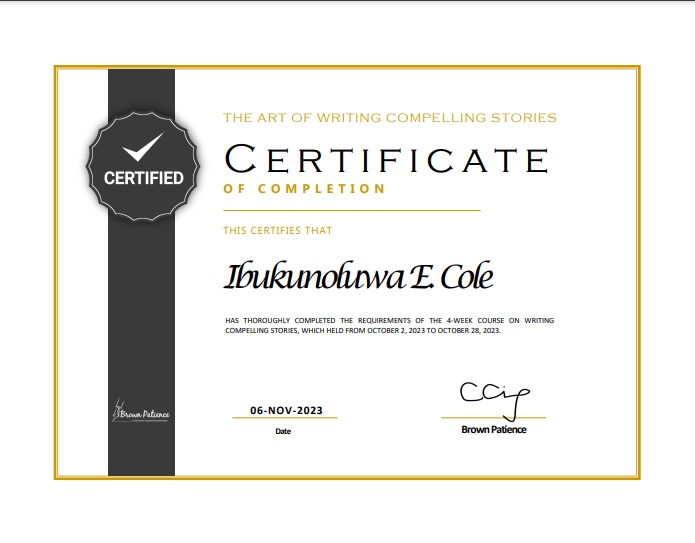 THE ART OF WRITING COMPELLING STORIES
CERTIFICATE
OF COMPLETION
CERTIFIED
THIS CERTIFIES THAT
Ibukunoluwa E. Cole
HAS THOROUGHLY COMPLETED THE REQUIREMENTS OF THE 4-WEEK COURSE ON WRITING
COMPELLING STORIES, WHICH HELD FROM OCTOBER 2, 2023 TO OCTOBER 28, 2023.
Brown Patience
06-NOV-2023
Date
Brown Patience